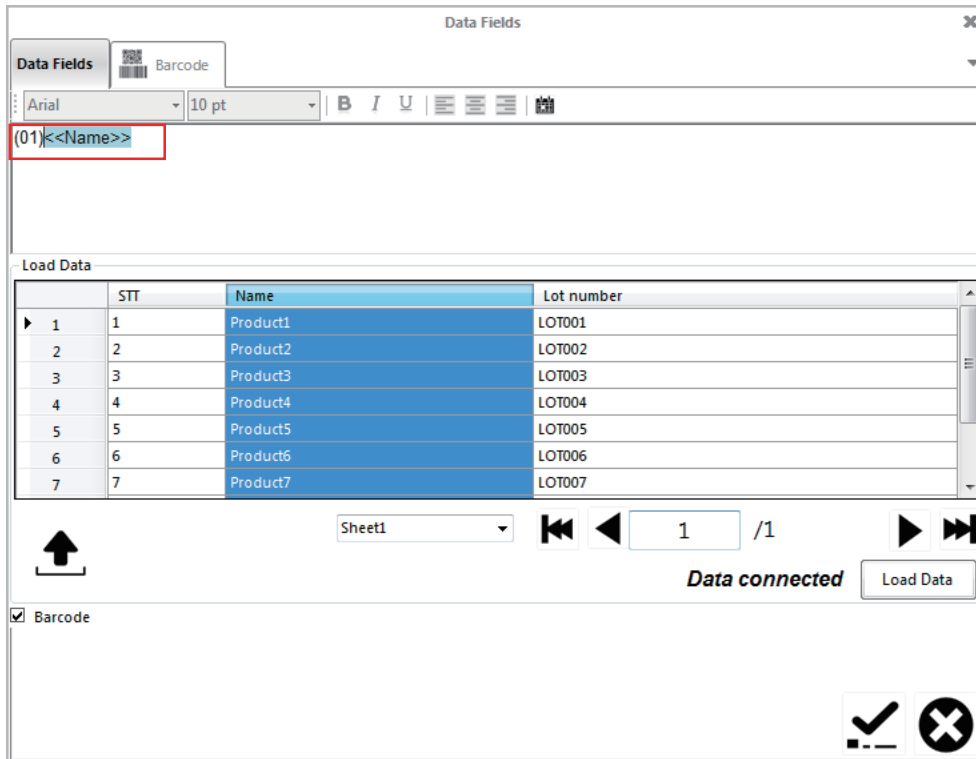 Data Fields
Data Fields Barcode
Arial 10 pt B I U
(01)<<Name>>
Load Data
STT Name Lot number
1 1 Product1 LOT001
2 2 Product2 LOT002
3 3 Product3 LOT003
4 4 Product4 LOT004
5 5 Product5 LOT005
6 6 Product6 LOT006
7 7 Product7 LOT007
Sheet1 1 /1
Data connected Load Data
Barcode